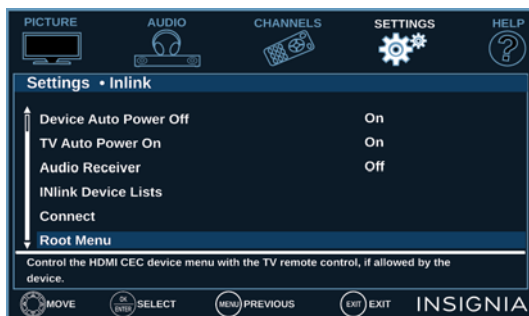 PICTURE AUDIO CHANNELS SETTINGS HELP
Settings • Inlink
Device Auto Power Off On
TV Auto Power On On
Audio Receiver Off
INlink Device Lists
Connect
Root Menu
Control the HDMI CEC device menu with the TV remote control, if allowed by the
device.
MOVE OK ENTER SELECT MENU PREVIOUS EXIT EXIT INSIGNIA